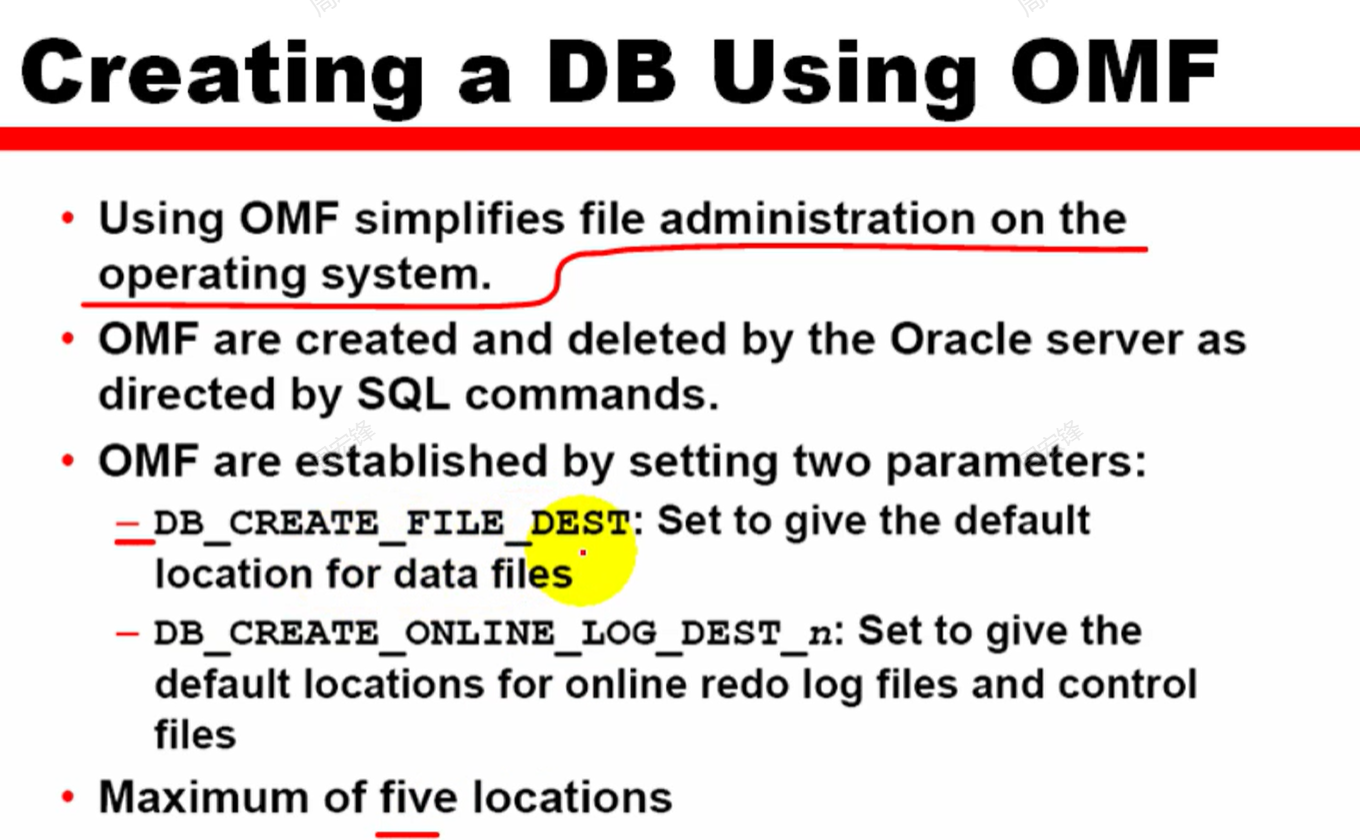 Creating a DB Using OMF
• Using OMF simplifies file administration on the
operating system.
• OMF are created and deleted by the Oracle server as
directed by SQL commands.
• OMF are established by setting two parameters:
– DB_CREATE_FILE_DEST: Set to give the default
location for data files
– DB_CREATE_ONLINE_LOG_DEST_n: Set to give the
default locations for online redo log files and control
files
• Maximum of five locations